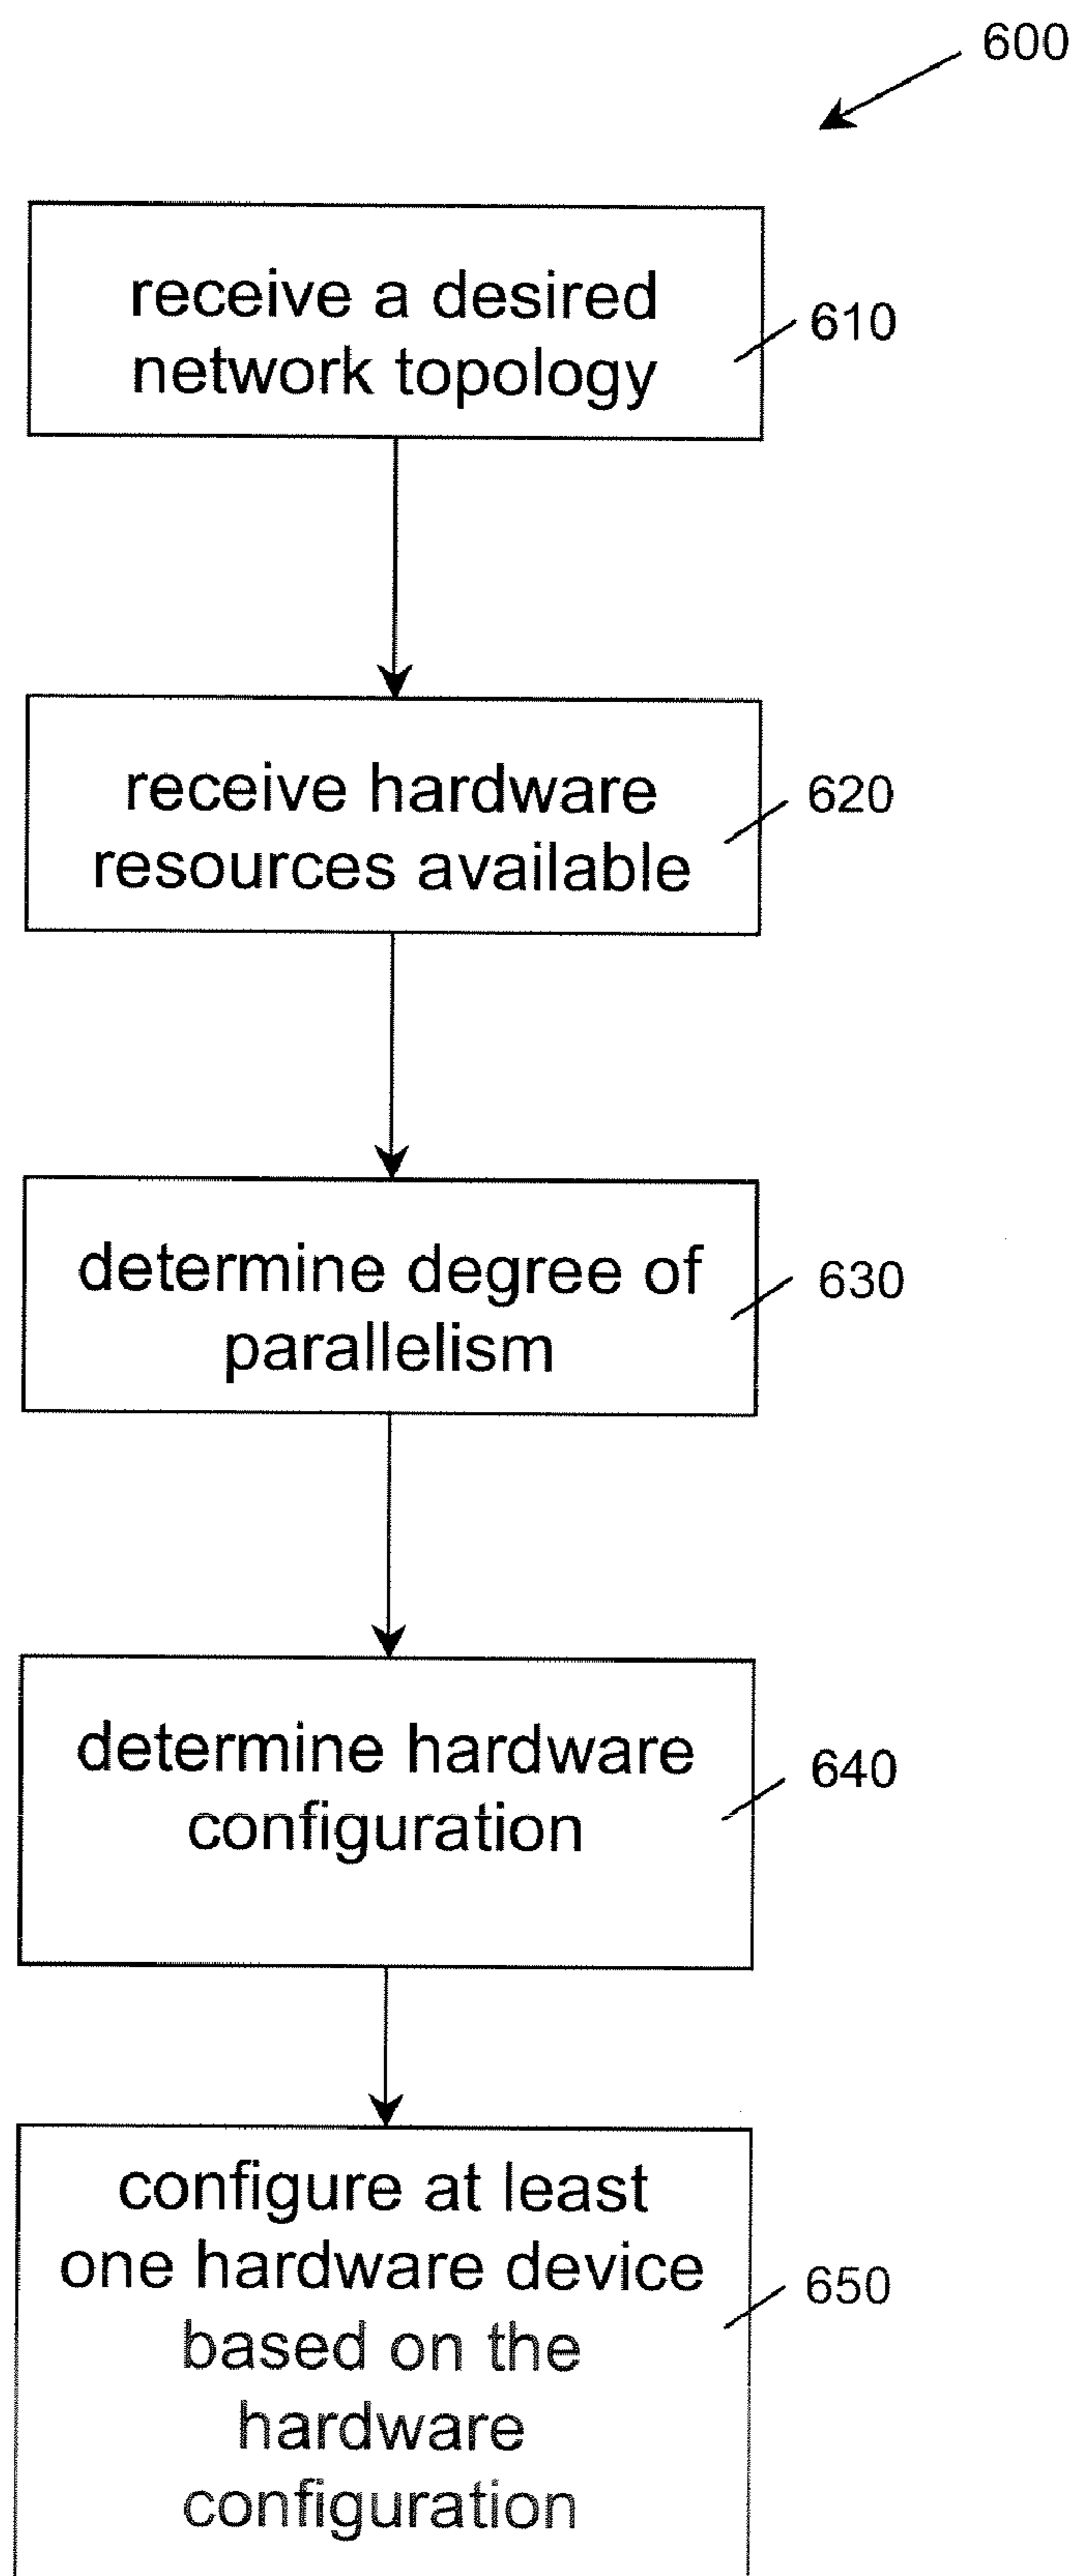 600
receive a desired
network topology
610
receive hardware
resources available
620
determine degree of
parallelism
630
determine hardware
configuration
640
configure at least
one hardware device
based on the
hardware
configuration
650